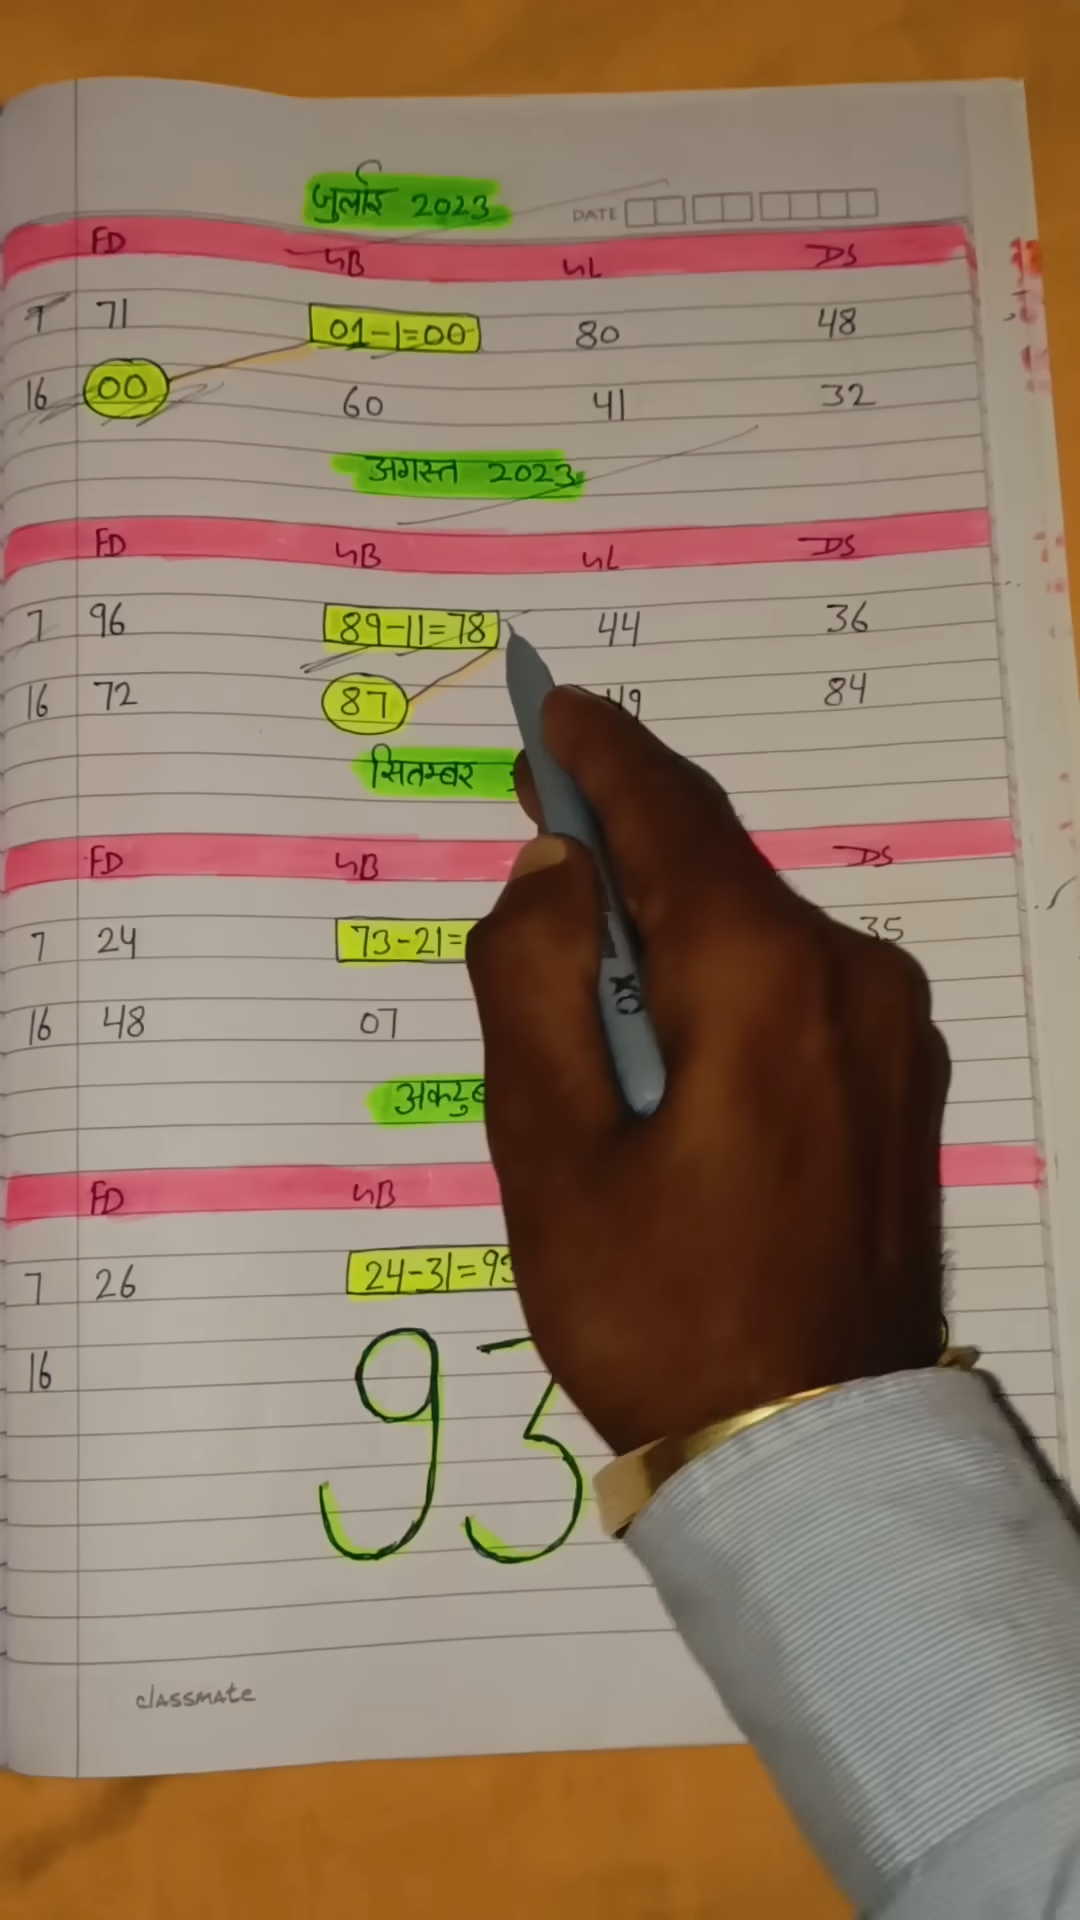 जुलाई 2023
DATE
FD GB GL DS
7 71 01-1=00 80 48
16 00 60 41 32
अगस्त 2023
FD GB GL DS
7 96 89-11=78 44 36
16 72 87 49 84
सितम्बर
FD GB DS
7 24 73-21= 35
16 48 07
FD GB
7 26 24-31=93
16 93
classmate